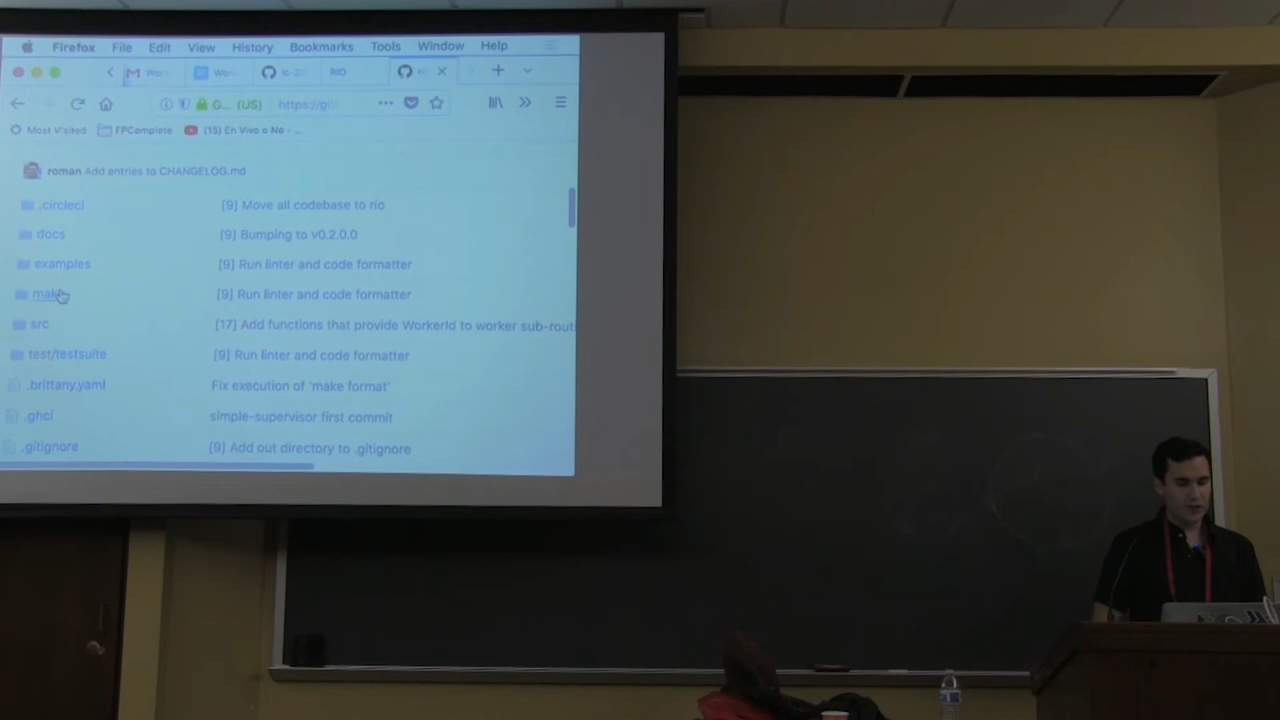 Firefox File Edit View History Bookmarks Tools Window Help
RIO
G... (US) https://git
Most Visited FPComplete (15) En Vivo a No - ...
roman Add entries to CHANGELOG.md
.circleci [9] Move all codebase to rio
docs [9] Bumping to v0.2.0.0
examples [9] Run linter and code formatter
[9] Run linter and code formatter
src [17] Add functions that provide WorkerId to worker sub-routi
test/testsuite [9] Run linter and code formatter
.brittany.yaml Fix execution of 'make format'
.ghci simple-supervisor first commit
.gitignore [9] Add out directory to .gitignore